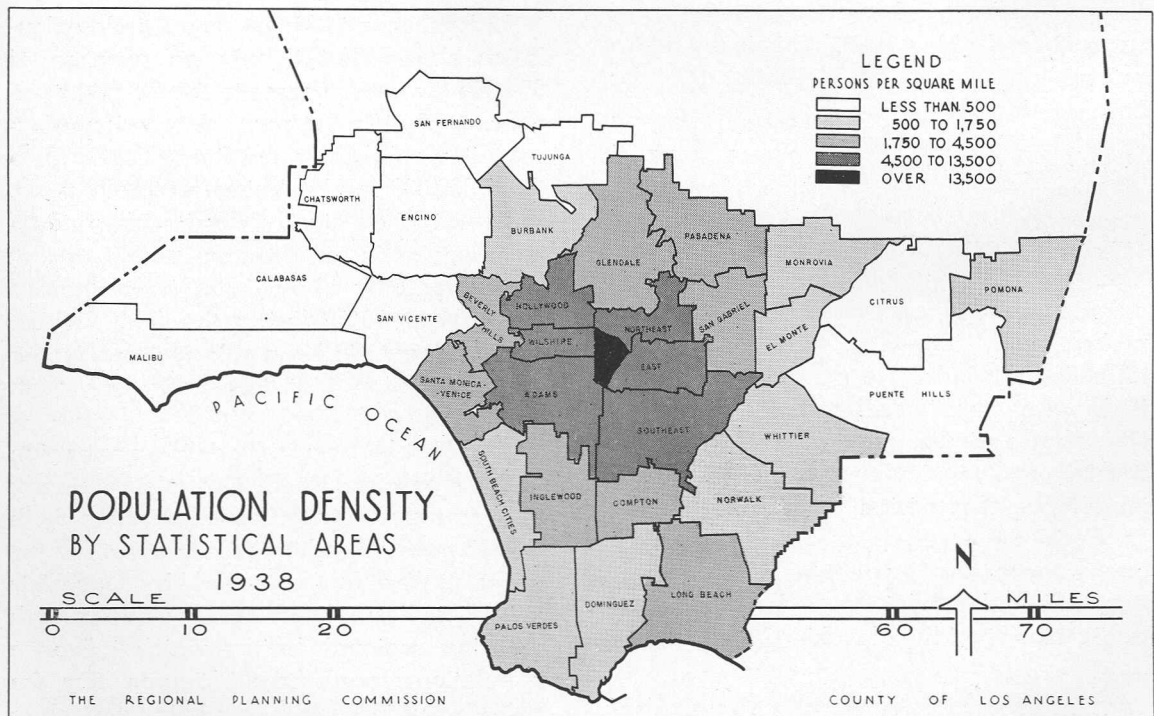 LEGEND
PERSONS PER SQUARE MILE
LESS THAN 500
500 TO 1,750
1,750 TO 4,500
4,500 TO 13,500
OVER 13,500
SAN FERNANDO
TUJUNGA
CHATSWORTH
ENCINO
BURBANK
GLENDALE
PASADENA
MONROVIA
CALABASAS
CITRUS
POMONA
BEVERLY
HILLS
HOLLYWOOD
SAN VICENTE
NORTHEAST
SAN GABRIEL
EL MONTE
WILSHIRE
MALIBU
EAST
SANTA MONICA-
-VENICE
ADAMS
PUENTE HILLS
PACIFIC OCEAN
SOUTHEAST
WHITTIER
SOUTH BEACH CITIES
INGLEWOOD
COMPTON
NORWALK
POPULATION DENSITY
BY STATISTICAL AREAS
1938
N
LONG BEACH
DOMINGUEZ
PALOS VERDES
SCALE
MILES
0 10 20 60 70
THE REGIONAL PLANNING COMMISSION
COUNTY OF LOS ANGELES